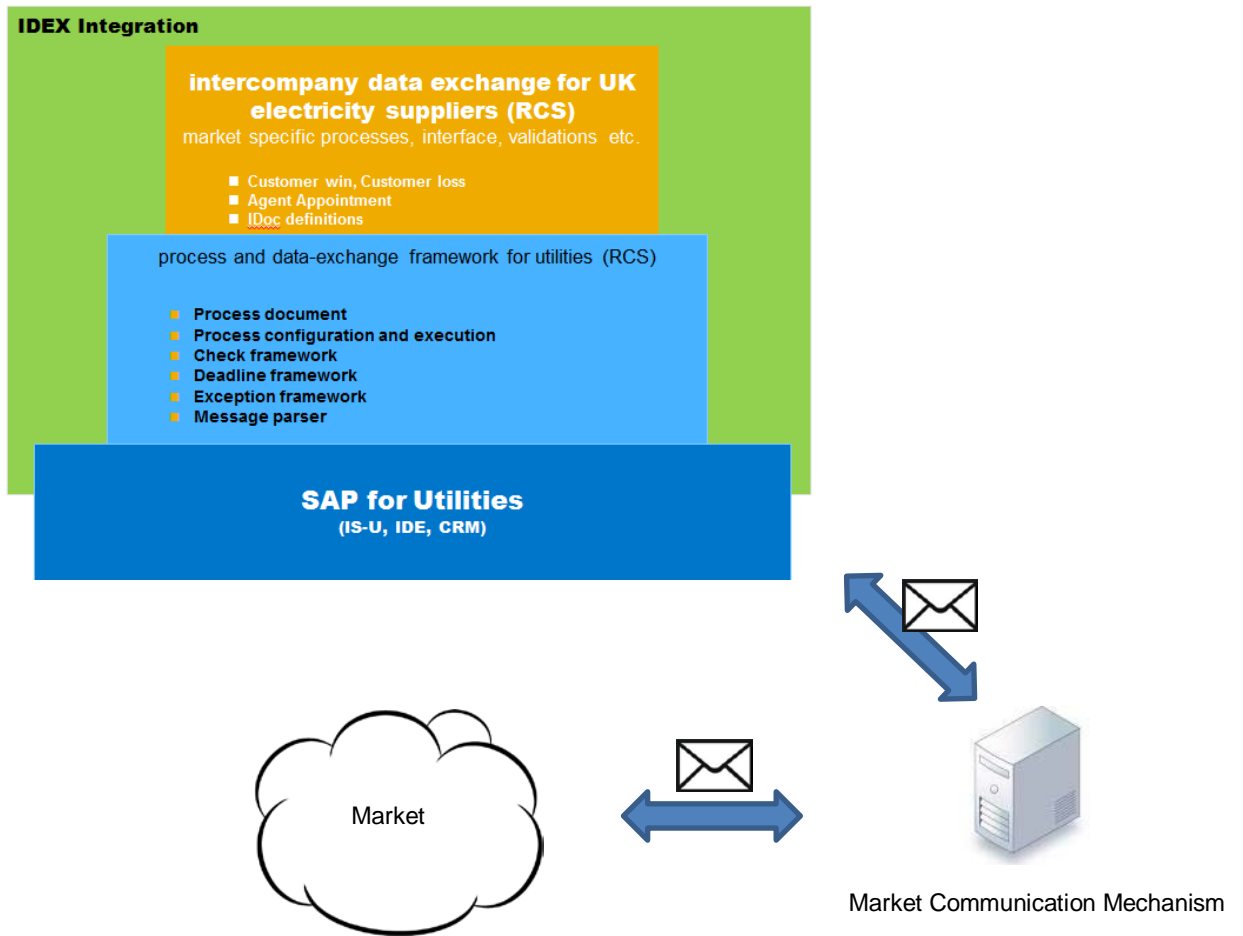 IDEX Integration
intercompany data exchange for UK
electricity suppliers (RCS)
market specific processes, interface, validations etc.
Customer win, Customer loss
Agent Appointment
IDoc definitions
process and data-exchange framework for utilities (RCS)
Process document
Process configuration and execution
Check framework
Deadline framework
Exception framework
Message parser
SAP for Utilities
(IS-U, IDE, CRM)
Market
Market Communication Mechanism